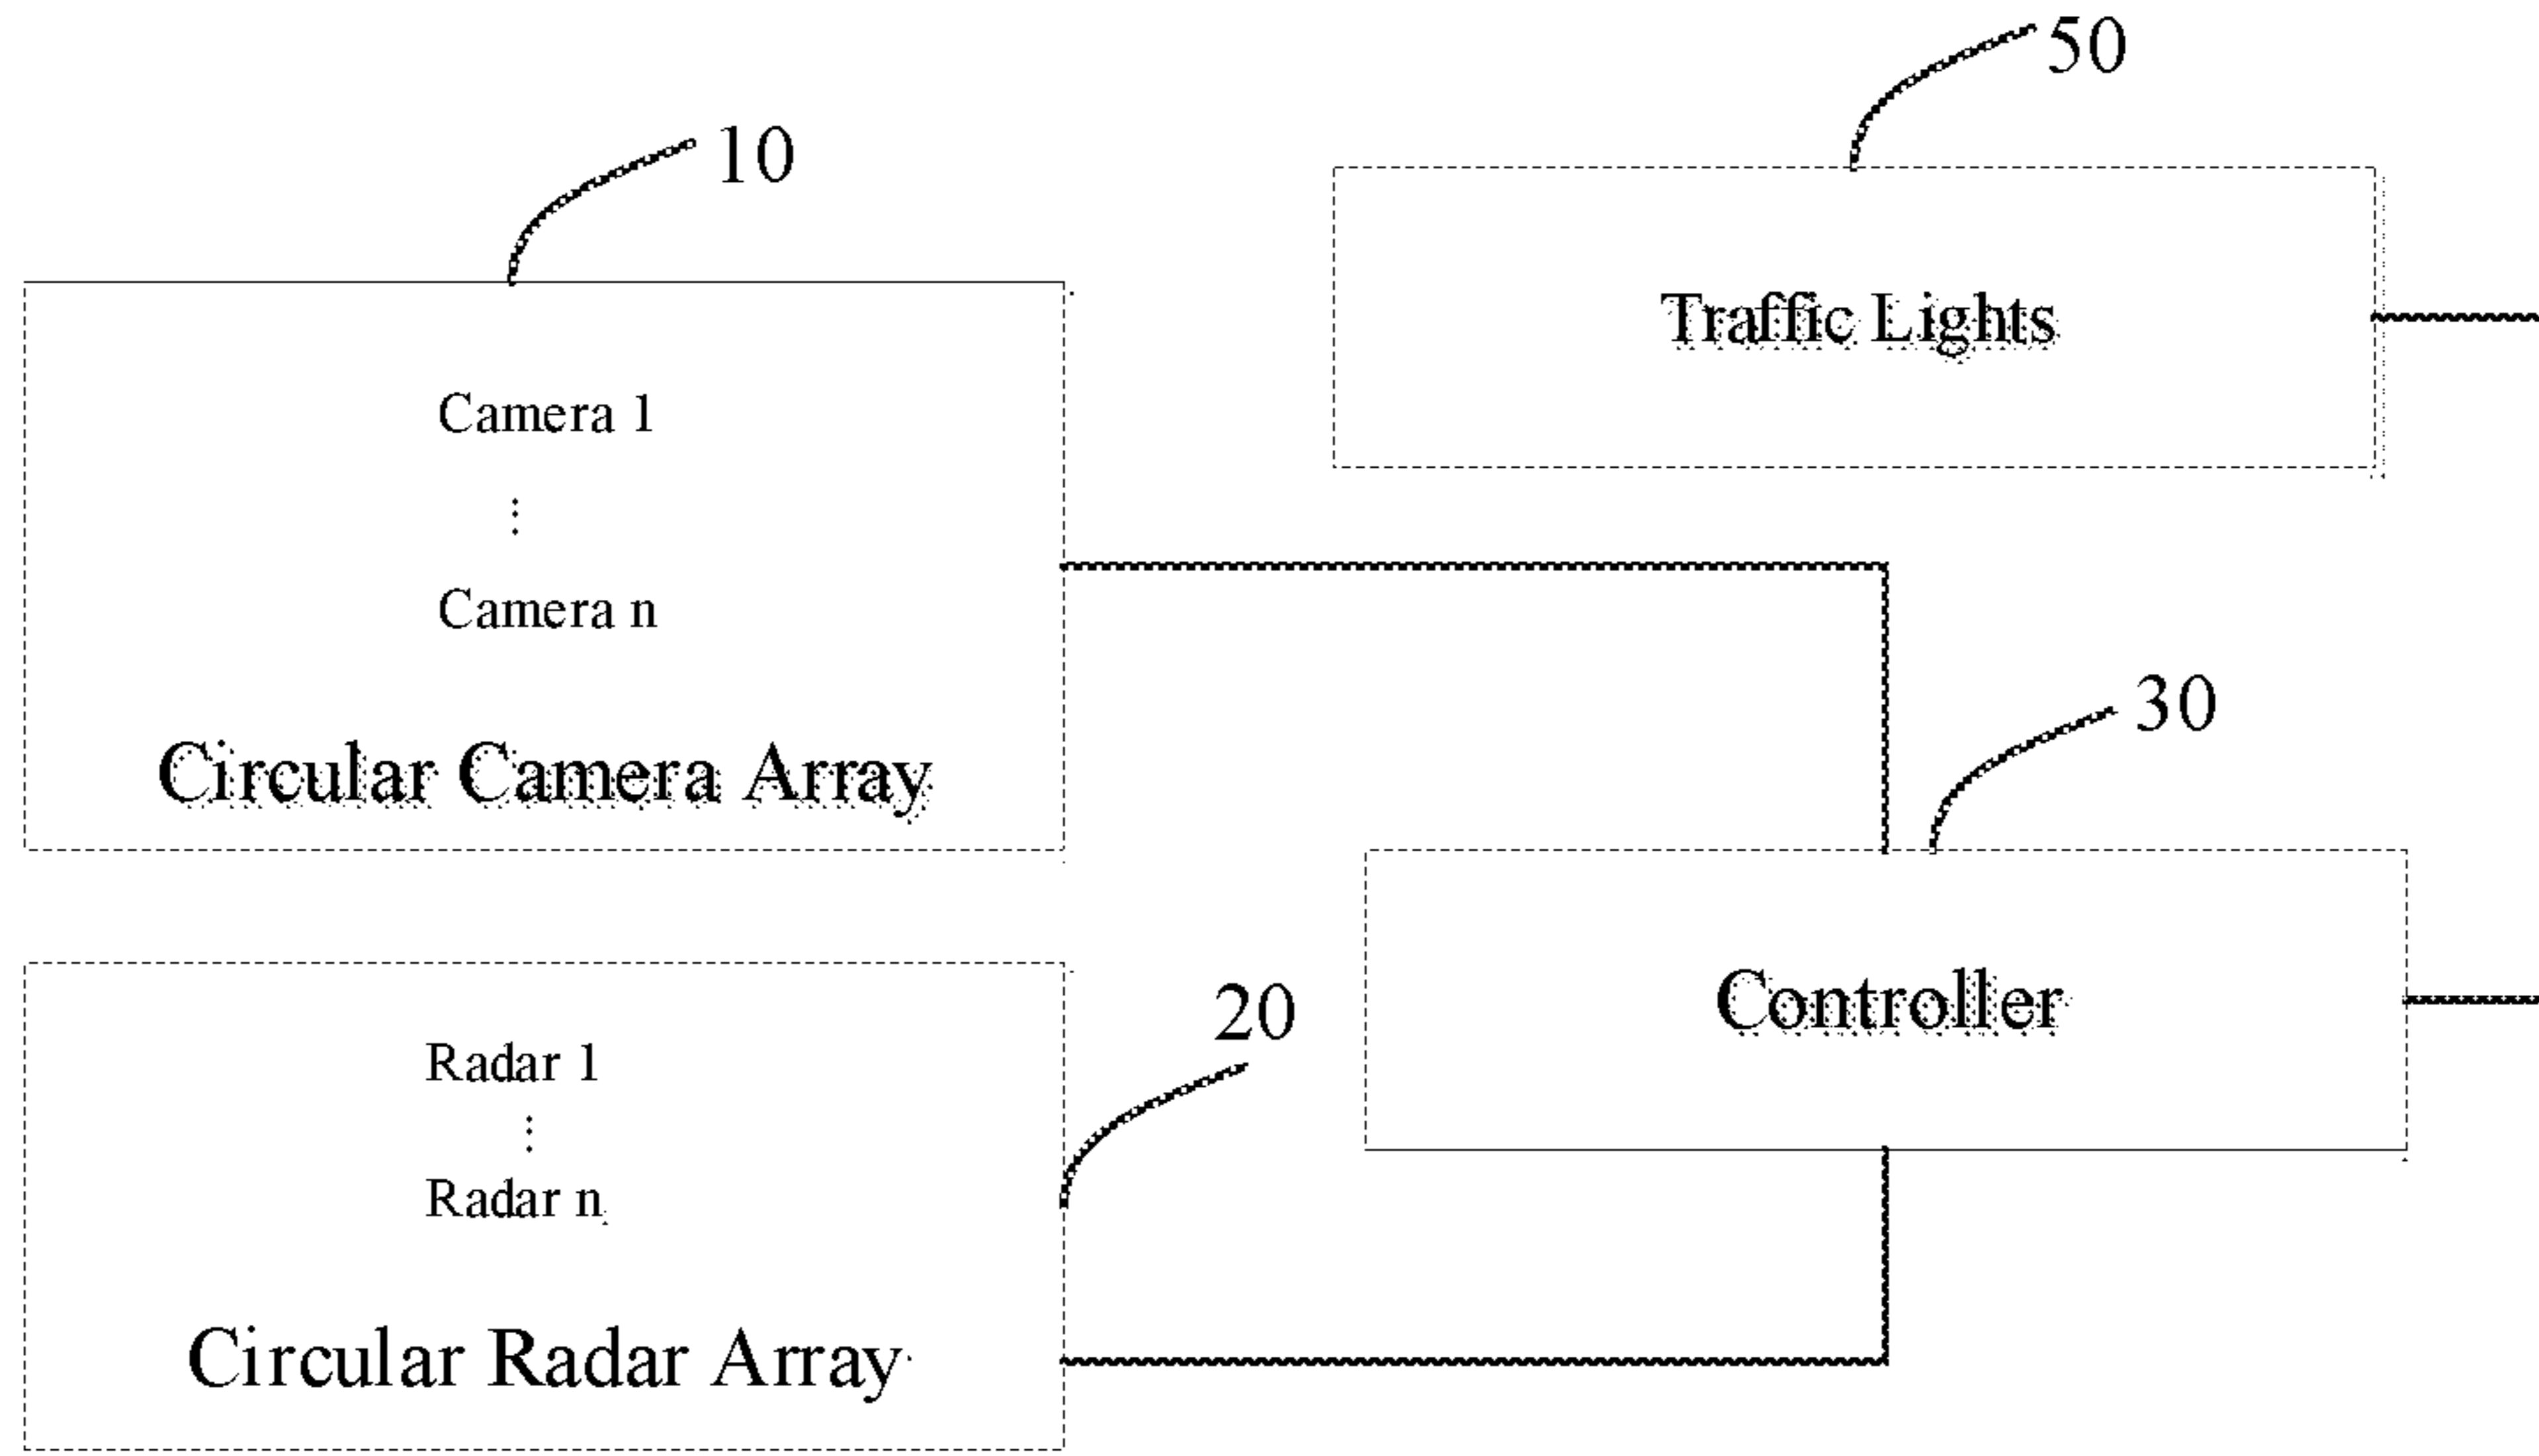 50
10
Traffic Lights
Camera 1
⋮
Camera n
Circular Camera Array
30
20
Controller
Radar 1
⋮
Radar n
Circular Radar Array